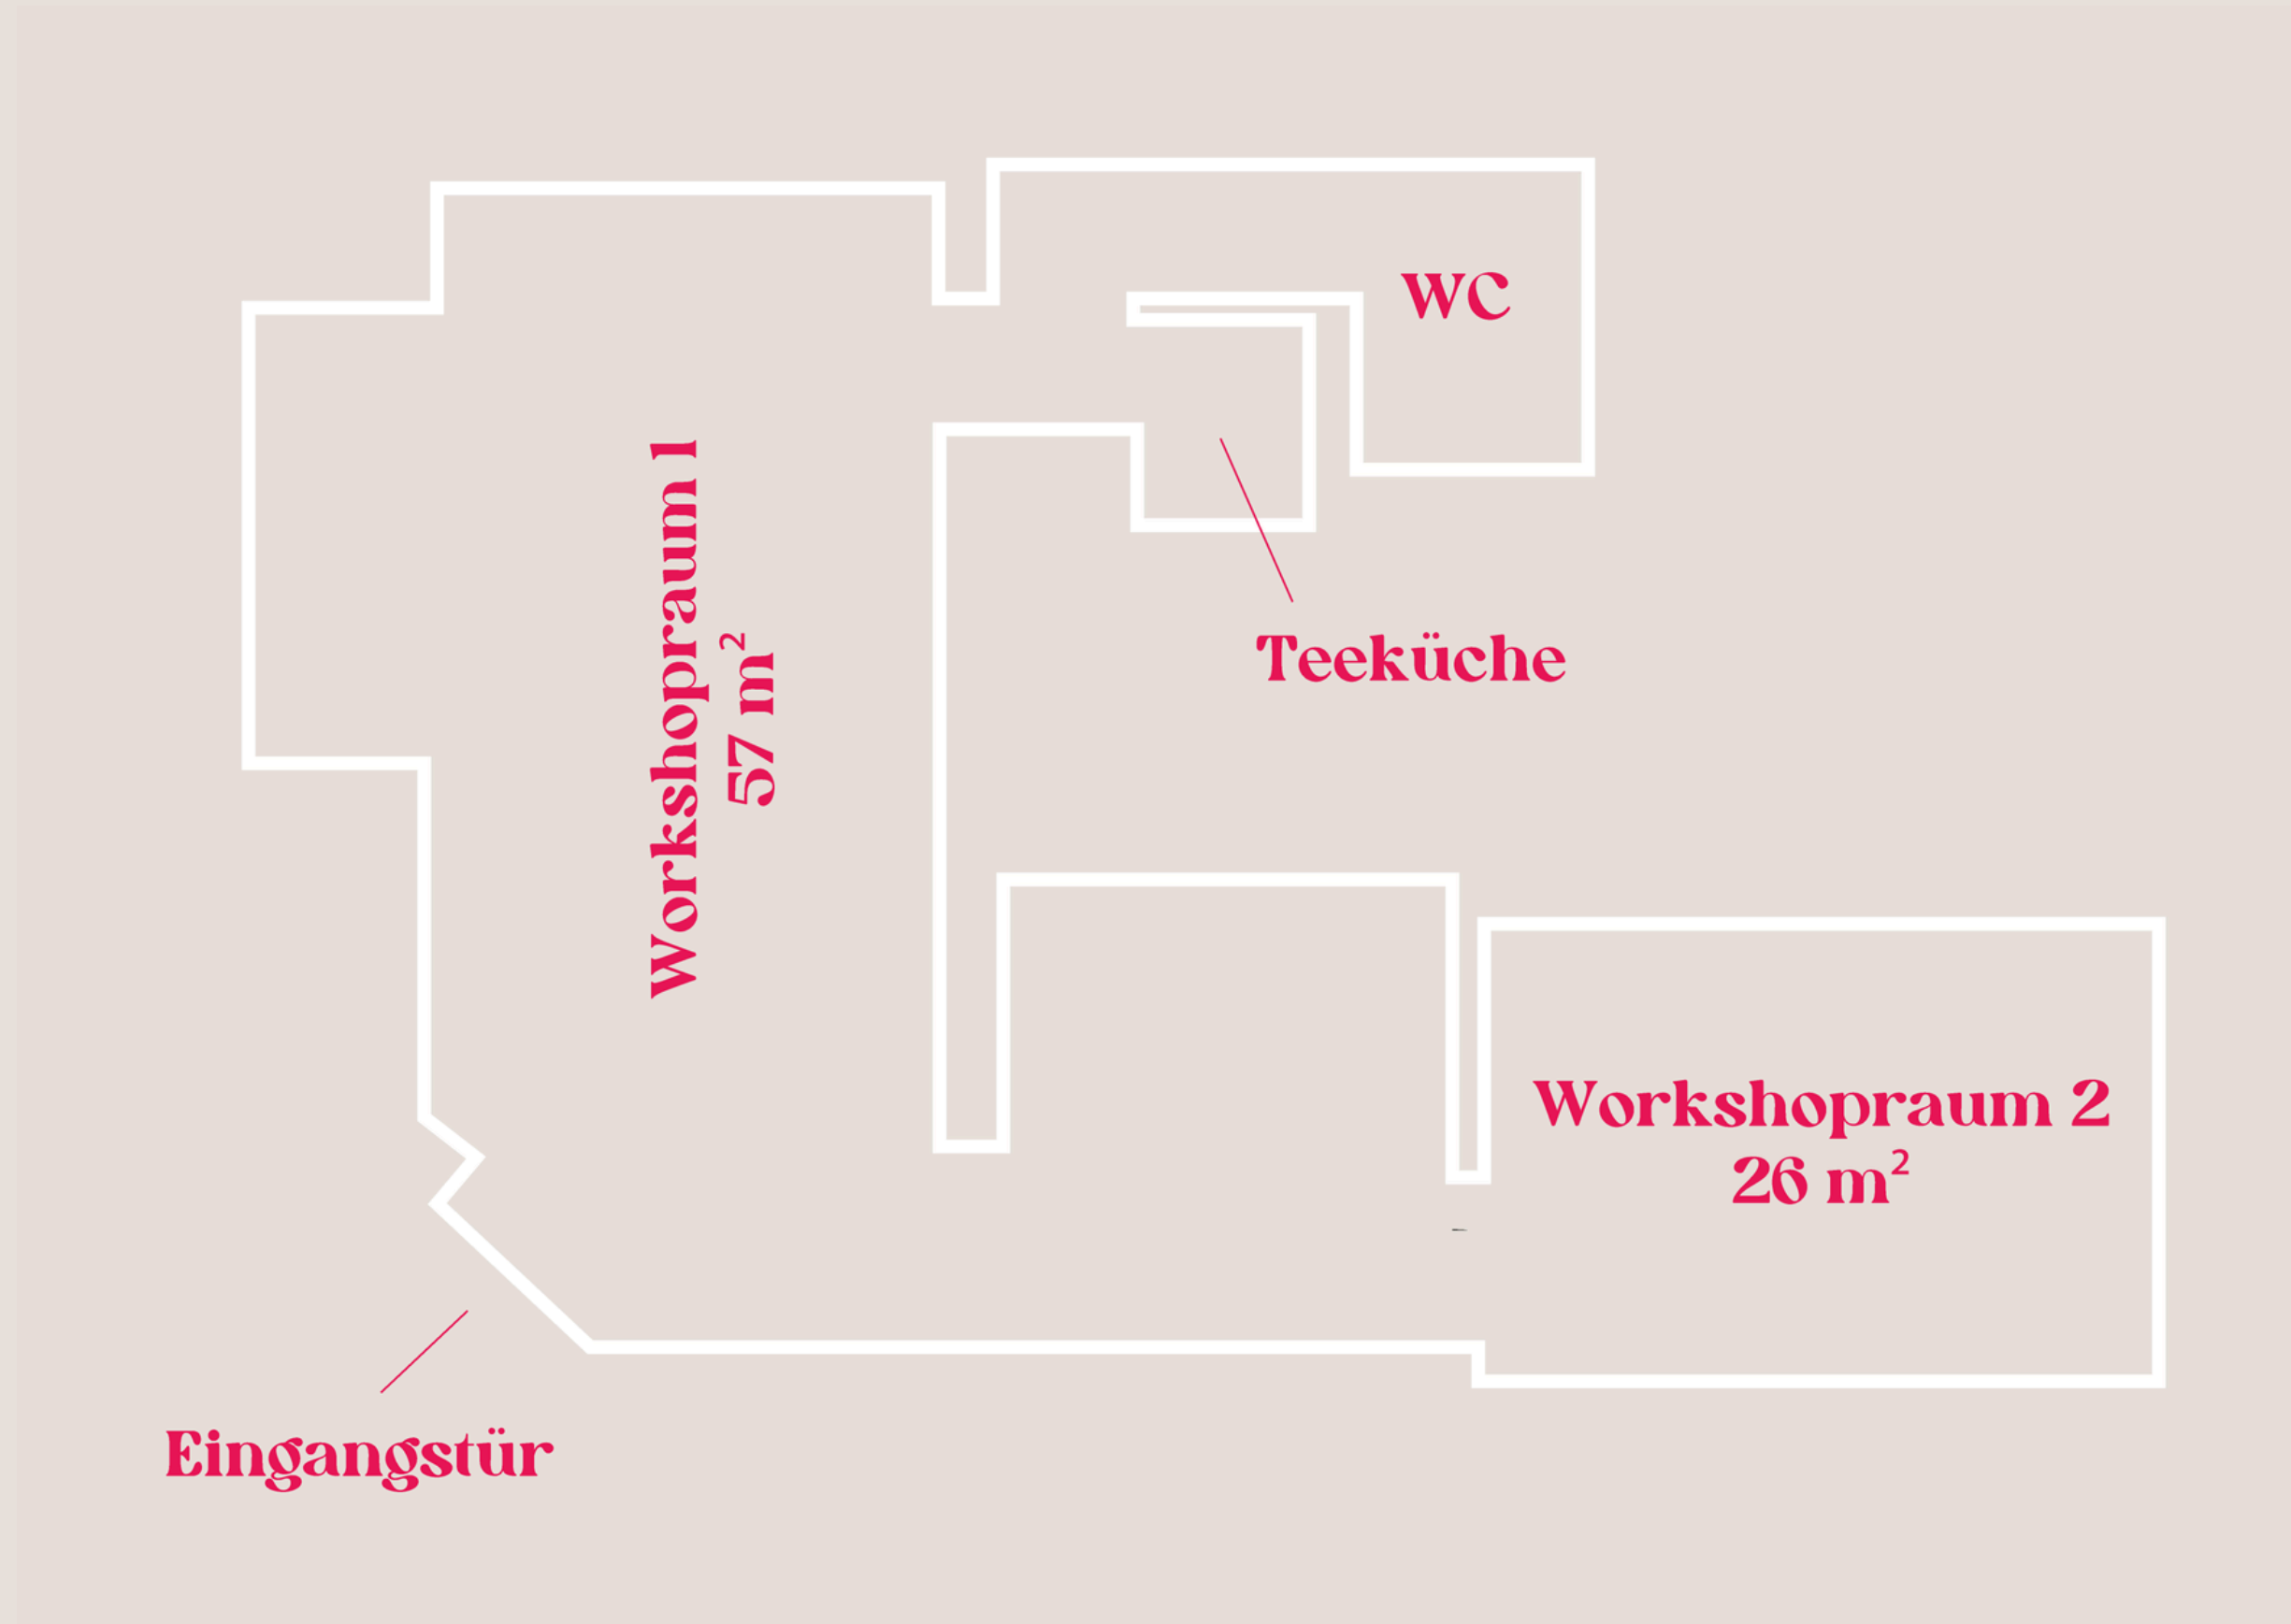 WC
Workshopraum 1
57 m²
Teeküche
Workshopraum 2
26 m²
Eingangstür